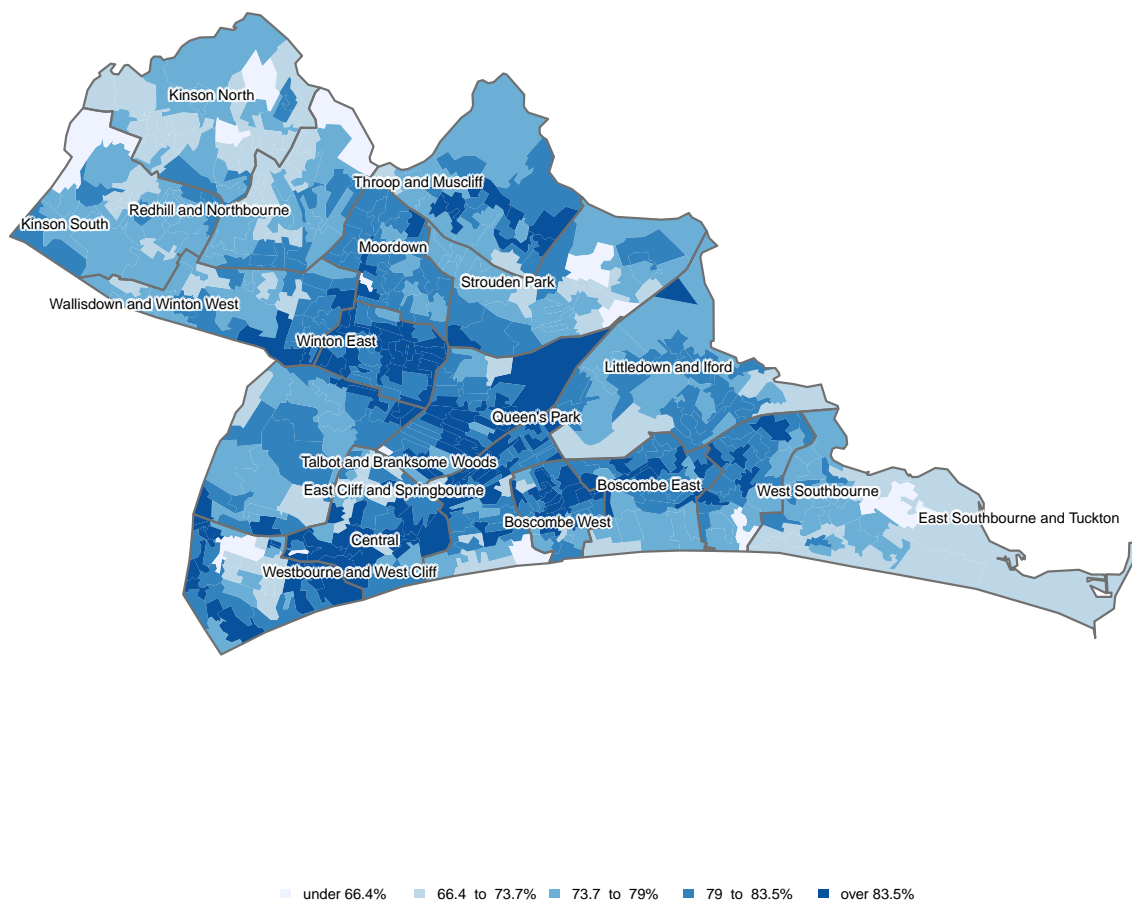 Kinson North
Throop and Muscliff
Redhill and Northbourne
Kinson South
Moordown
Strouden Park
Wallisdown and Winton West
Winton East
Littledown and Iford
Queen's Park
Talbot and Branksome Woods
East Cliff and Springbourne
Boscombe East
West Southbourne
East Southbourne and Tuckton
Boscombe West
Central
Westbourne and West Cliff
under 66.4% 66.4 to 73.7% 73.7 to 79% 79 to 83.5% over 83.5%